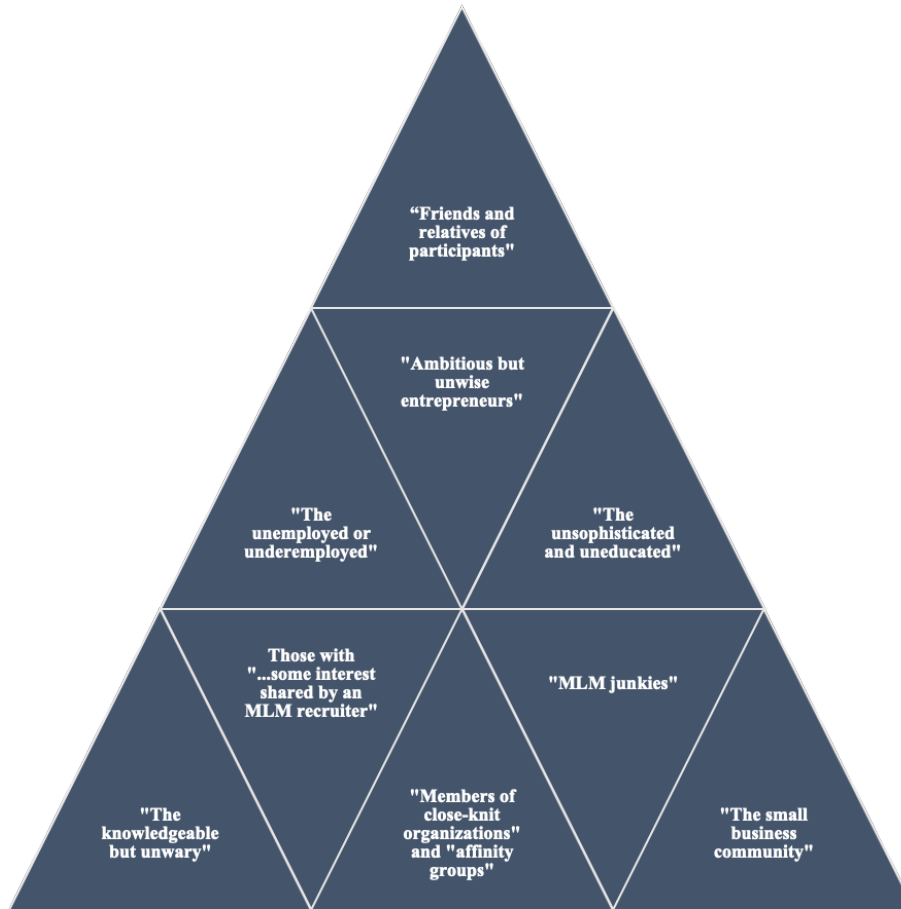 “Friends and
relatives of
participants"
"Ambitious but
unwise
entrepreneurs"
"The
unemployed or
underemployed"
"The
unsophisticated
and uneducated"
Those with
"...some interest
shared by an
MLM recruiter"
"MLM junkies"
"The
knowledgeable
but unwary"
"Members of
close-knit
organizations"
and "affinity
groups"
"The small
business
community"